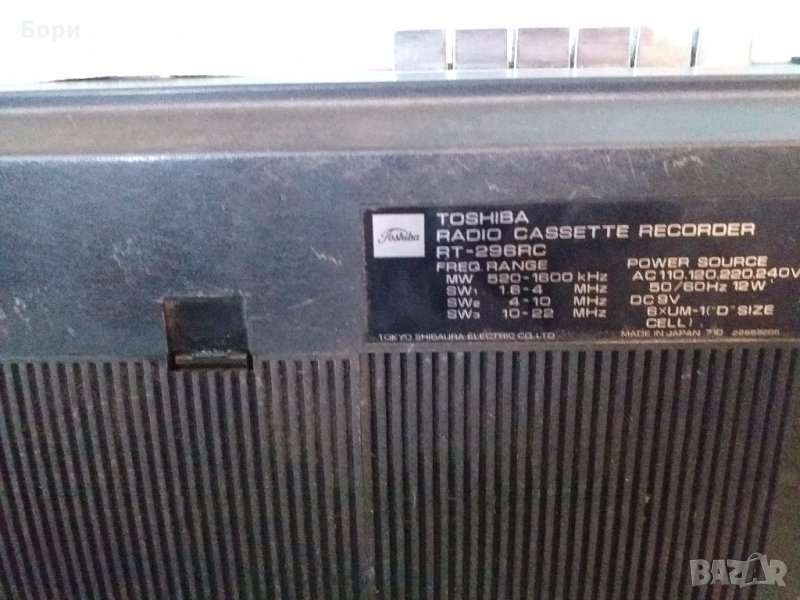 Бори
Toshiba
TOSHIBA
RADIO CASSETTE RECORDER
RT-296RC
FREQ. RANGE
MW 520-1600 kHz
SW1 1.6-4 MHz
SW2 4-10 MHz
SW3 10-22 MHz
POWER SOURCE
AC 110,120,220,240V
50/60Hz 12W
DC 9V
6×UM-1("D" SIZE
CELL)
TOKYO SHIBAURA ELECTRIC CO.,LTD.
MADE IN JAPAN 710
BAZAR